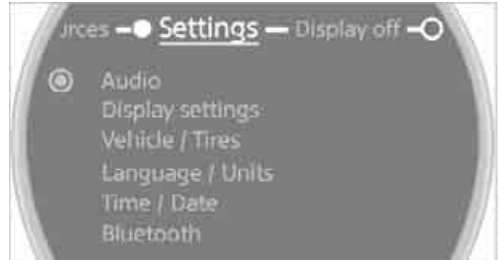 urces Settings Display off
Audio
Display settings
Vehicle / Tires
Language / Units
Time / Date
Bluetooth